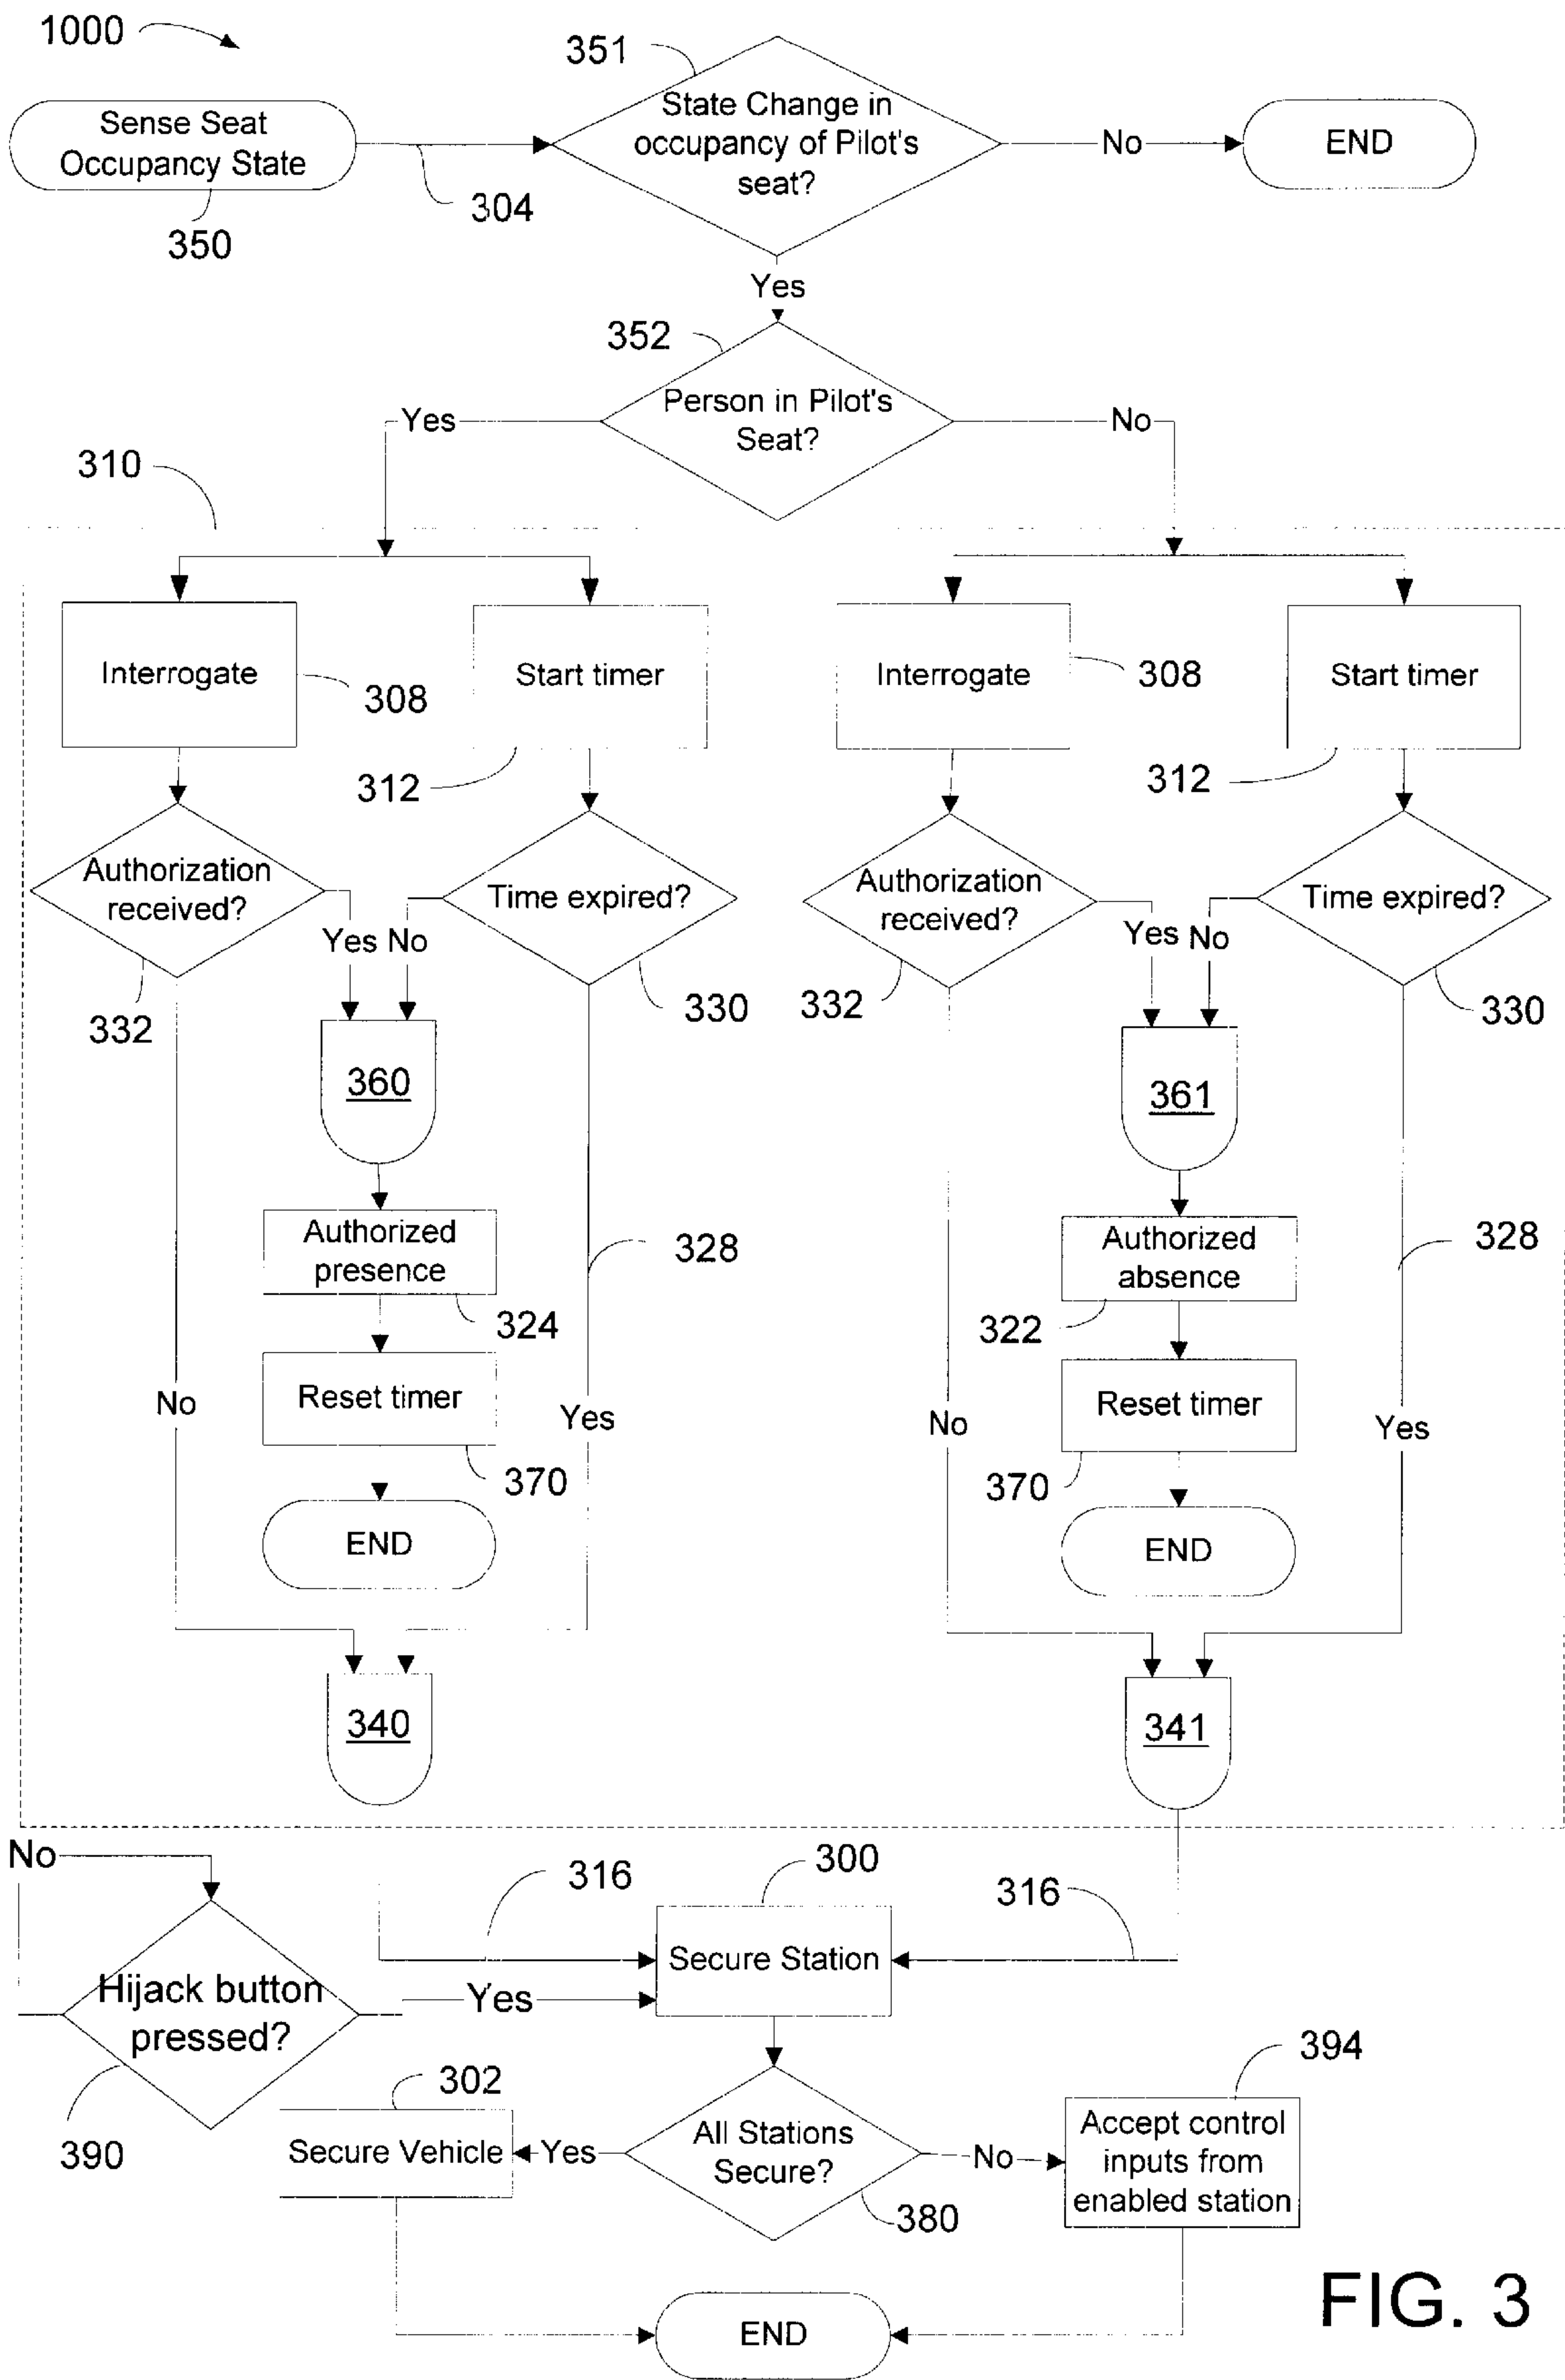 1000
351
State Change in
occupancy of Pilot's
seat?
Sense Seat
Occupancy State
No
END
304
350
Yes
352
Person in Pilot's
Seat?
Yes
No
310
Interrogate
Start timer
Interrogate
Start timer
308
308
312
312
Authorization
received?
Time expired?
Authorization
received?
Time expired?
Yes
No
Yes
No
332
330
332
330
360
361
Authorized
presence
328
Authorized
absence
328
324
322
No
Reset timer
Yes
No
Reset timer
Yes
370
370
END
END
340
341
No
316
300
316
Secure Station
Hijack button
pressed?
Yes
394
302
390
Secure Vehicle
Yes
All Stations
Secure?
No
Accept control
inputs from
enabled station
380
END
FIG. 3